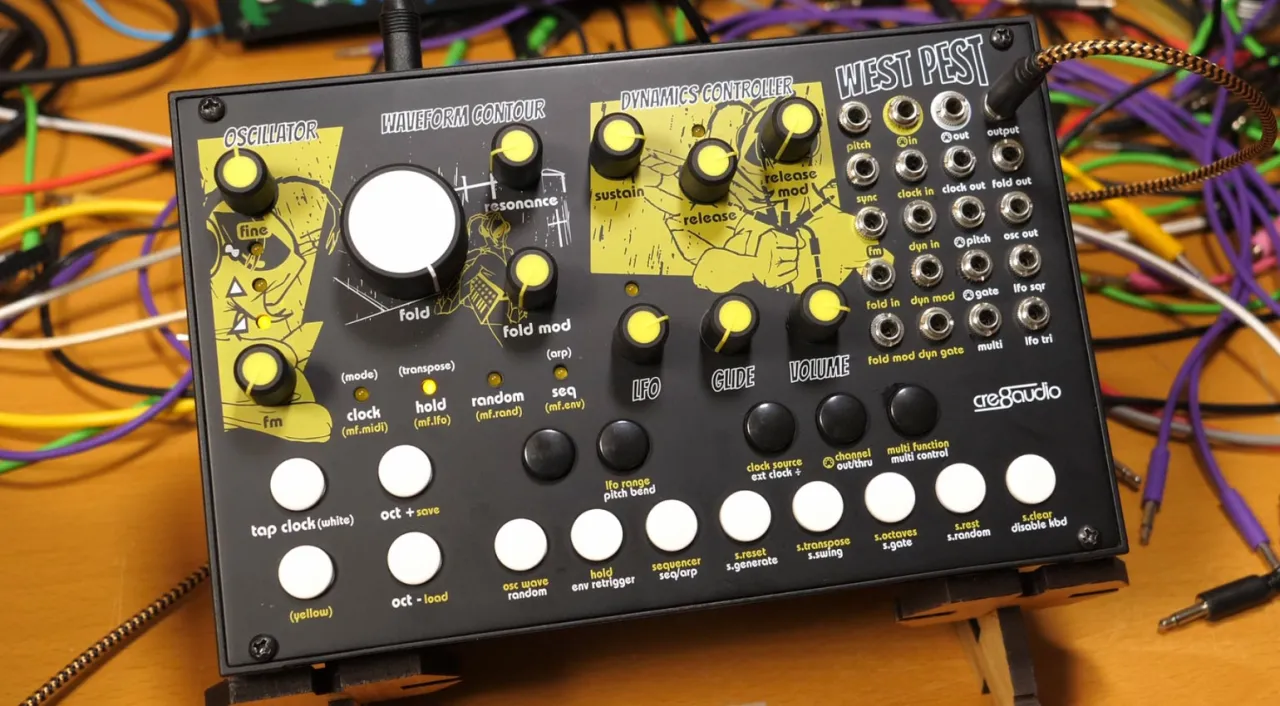 OSCILLATOR
WAVEFORM CONTOUR
DYNAMICS CONTROLLER
WEST PEST
fine
fm
resonance
fold
fold mod
sustain
release
release
mod
pitch
in
out
output
sync
clock in
clock out
fold out
fm
dyn in
pitch
osc out
fold in
dyn mod
gate
lfo sqr
fold mod
dyn gate
multi
lfo tri
LFO
GLIDE
VOLUME
cre8audio
(mode)
clock
(mf.midi)
(transpose)
hold
(mf.lfo)
random
(mf.rand)
(arp)
seq
(mf.env)
tap clock (white)
oct + save
(yellow)
oct - load
lfo range
pitch bend
clock source
ext clock ÷
channel
out/thru
multi function
multi control
osc wave
random
hold
env retrigger
sequencer
seq/arp
s.reset
s.generate
s.transpose
s.swing
s.octaves
s.gate
s.rest
s.random
s.clear
disable kbd